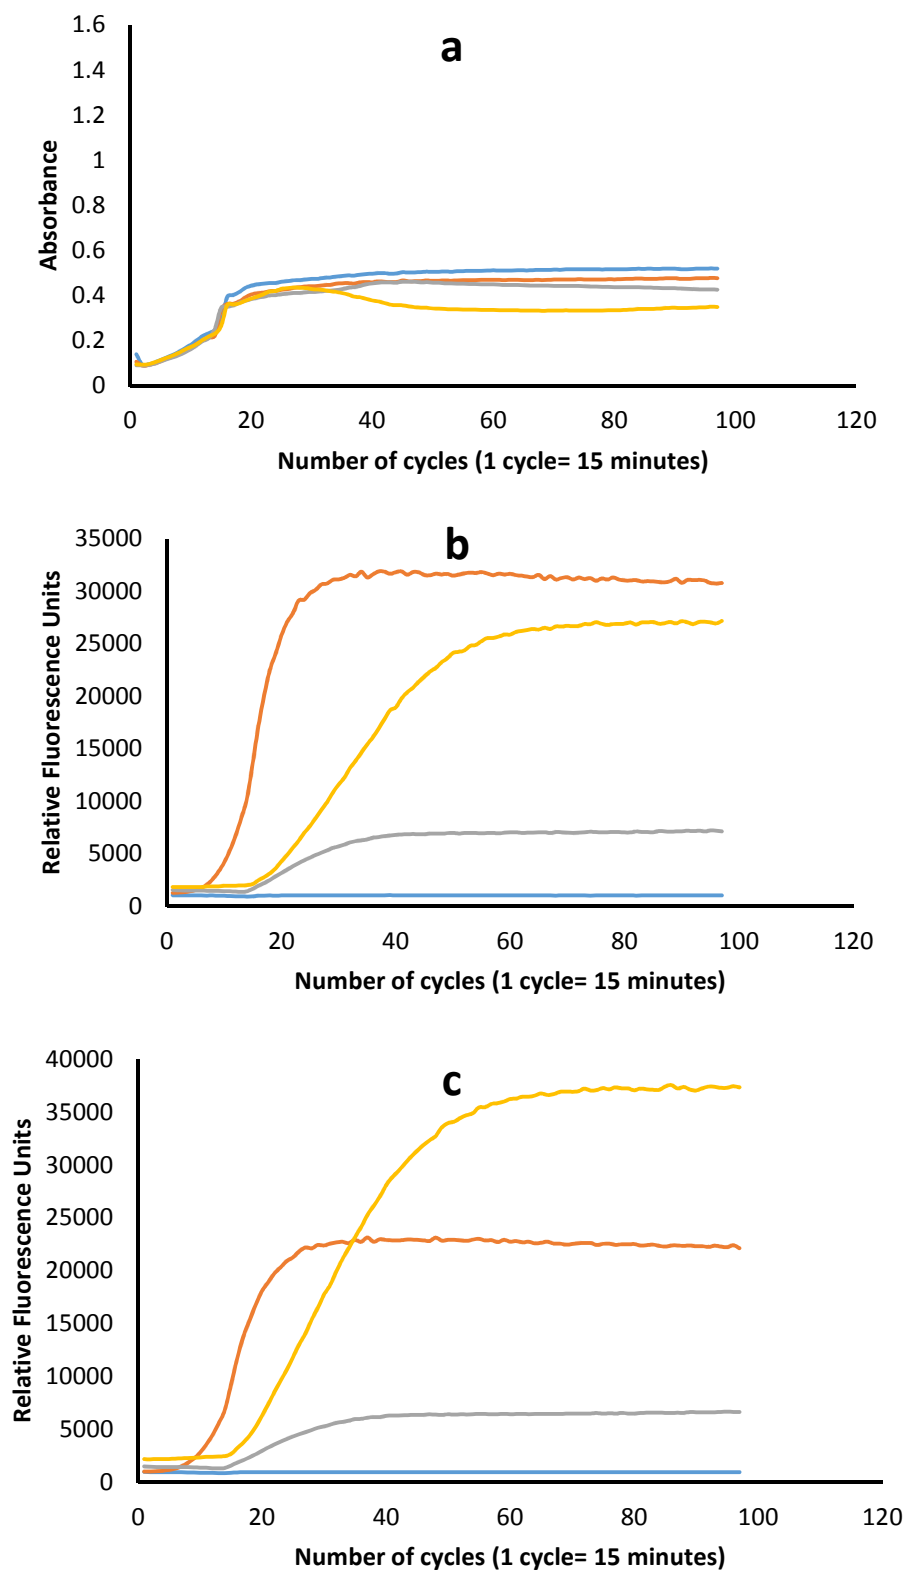 a
1.6
1.4
1.2
1
0.8
0.6
0.4
0.2
0
Absorbance
0 20 40 60 80 100 120
Number of cycles (1 cycle= 15 minutes)
b
35000
30000
25000
20000
15000
10000
5000
0
Relative Fluorescence Units
0 20 40 60 80 100 120
Number of cycles (1 cycle= 15 minutes)
c
40000
35000
30000
25000
20000
15000
10000
5000
0
Relative Fluorescence Units
0 20 40 60 80 100 120
Number of cycles (1 cycle= 15 minutes)